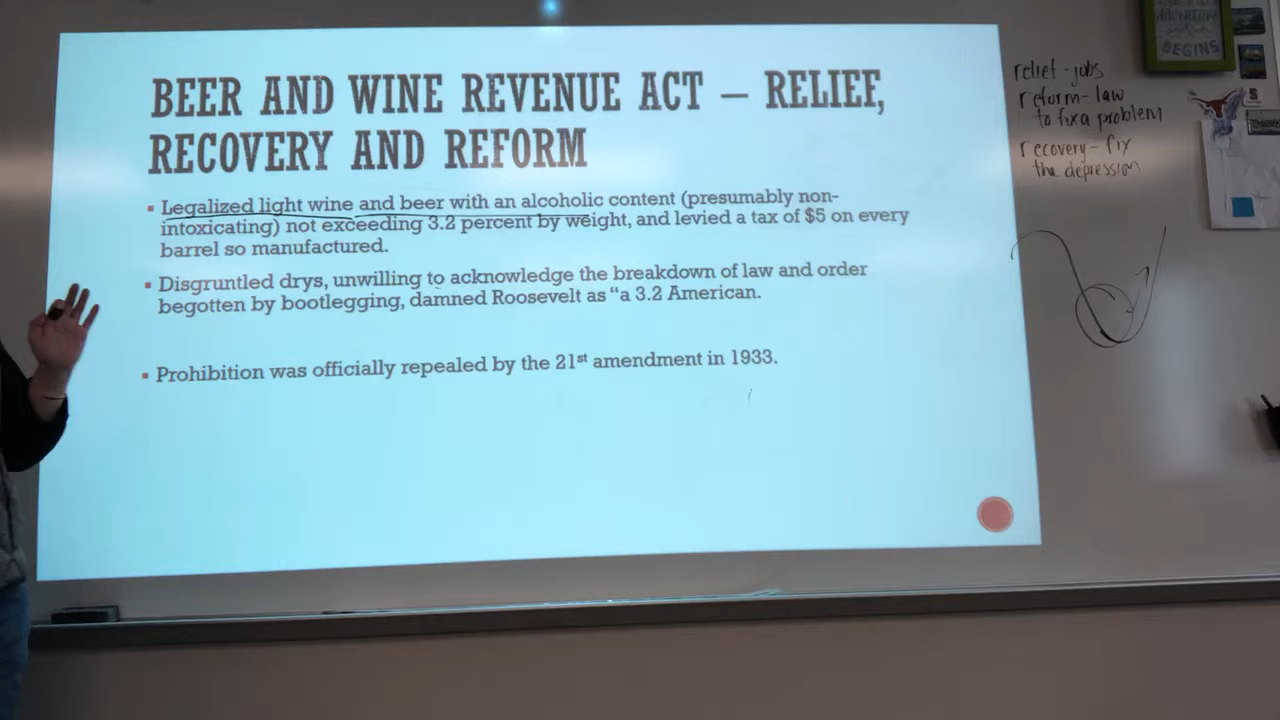 BEER AND WINE REVENUE ACT – RELIEF,
RECOVERY AND REFORM
▪ Legalized light wine and beer with an alcoholic content (presumably non-
intoxicating) not exceeding 3.2 percent by weight, and levied a tax of $5 on every
barrel so manufactured.
▪ Disgruntled drys, unwilling to acknowledge the breakdown of law and order
begotten by bootlegging, damned Roosevelt as “a 3.2 American.
▪ Prohibition was officially repealed by the 21st amendment in 1933.
relief - jobs
reform - law
to fix a problem
recovery - fix
the depression
BEGINS